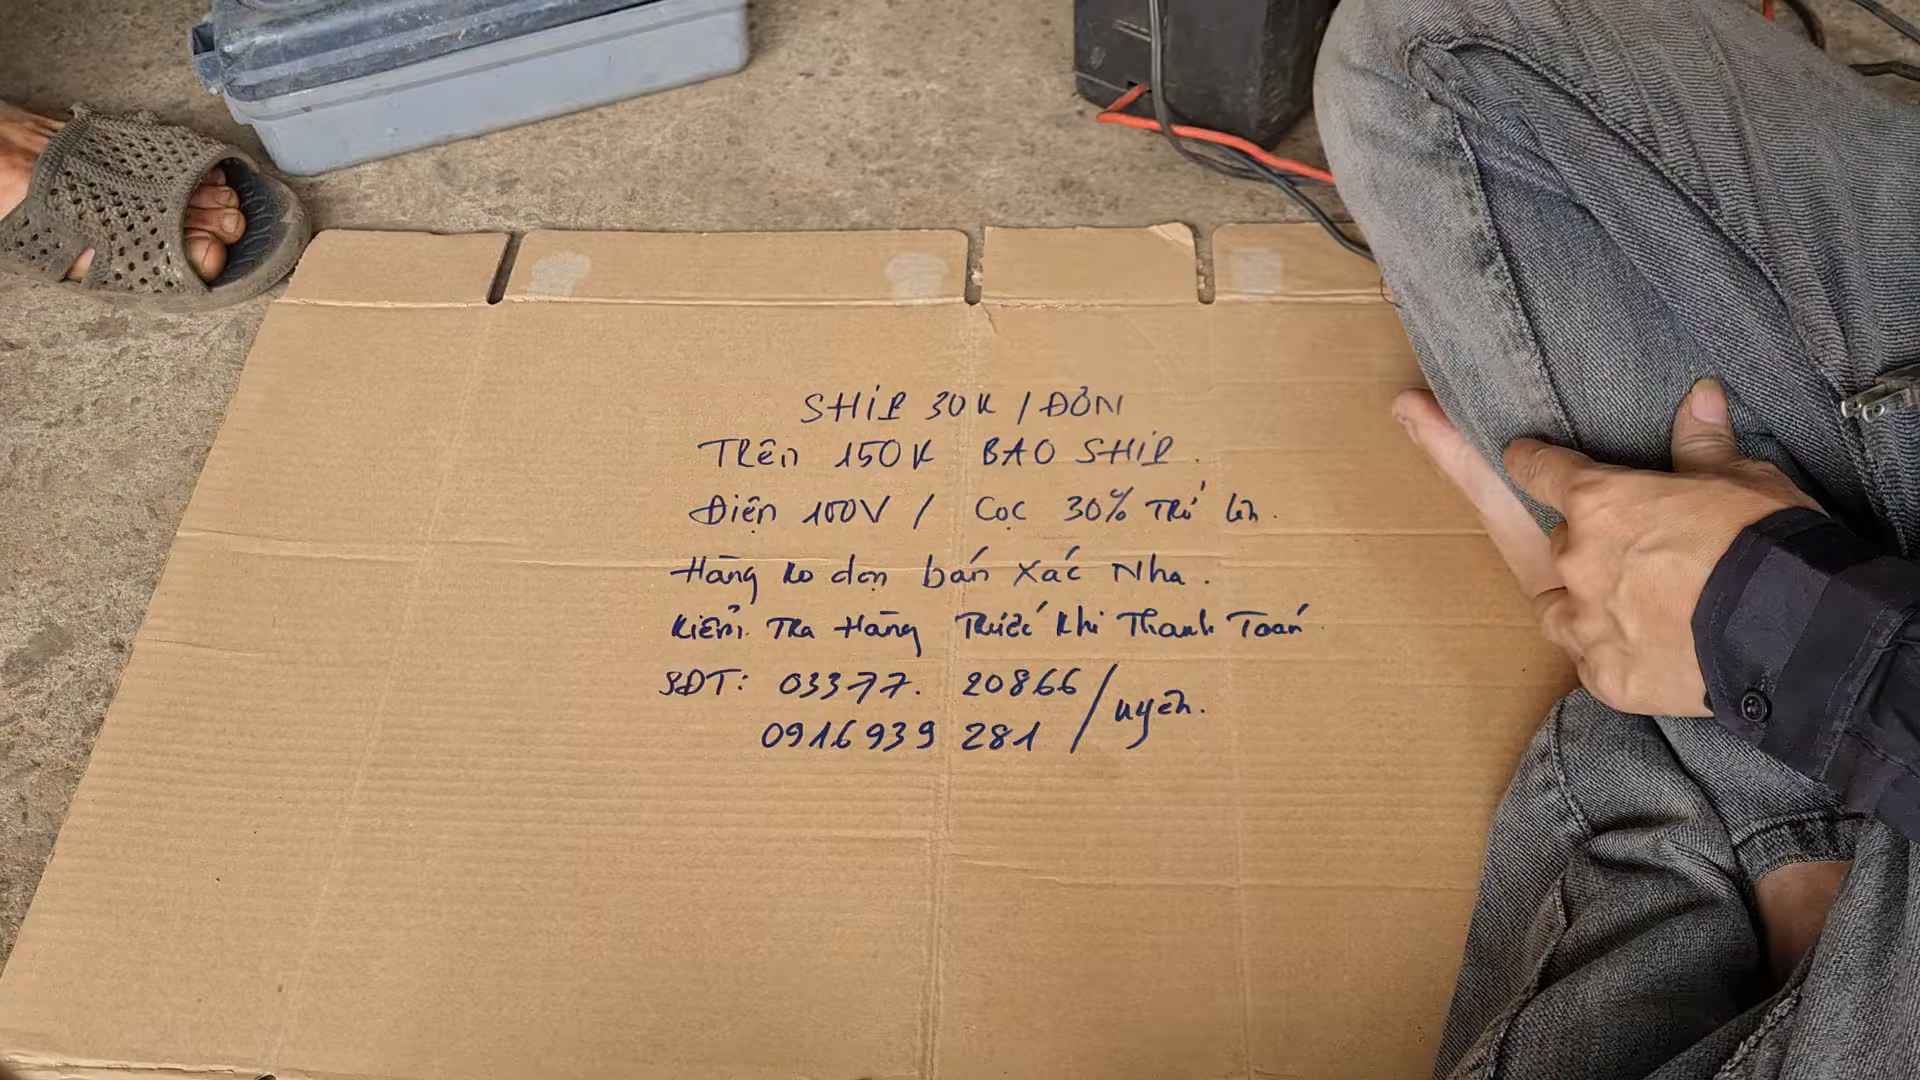 SHIP 30K / ĐƠN
TRÊN 150K BAO SHIP.
Điện 100V / Cọc 30% TRở lên.
Hàng ko dọn bán Xác Nha.
Kiểm TRa Hàng TRước Khi Thanh Toán.
SĐT: 03377. 20866 / uyên.
0916939 281